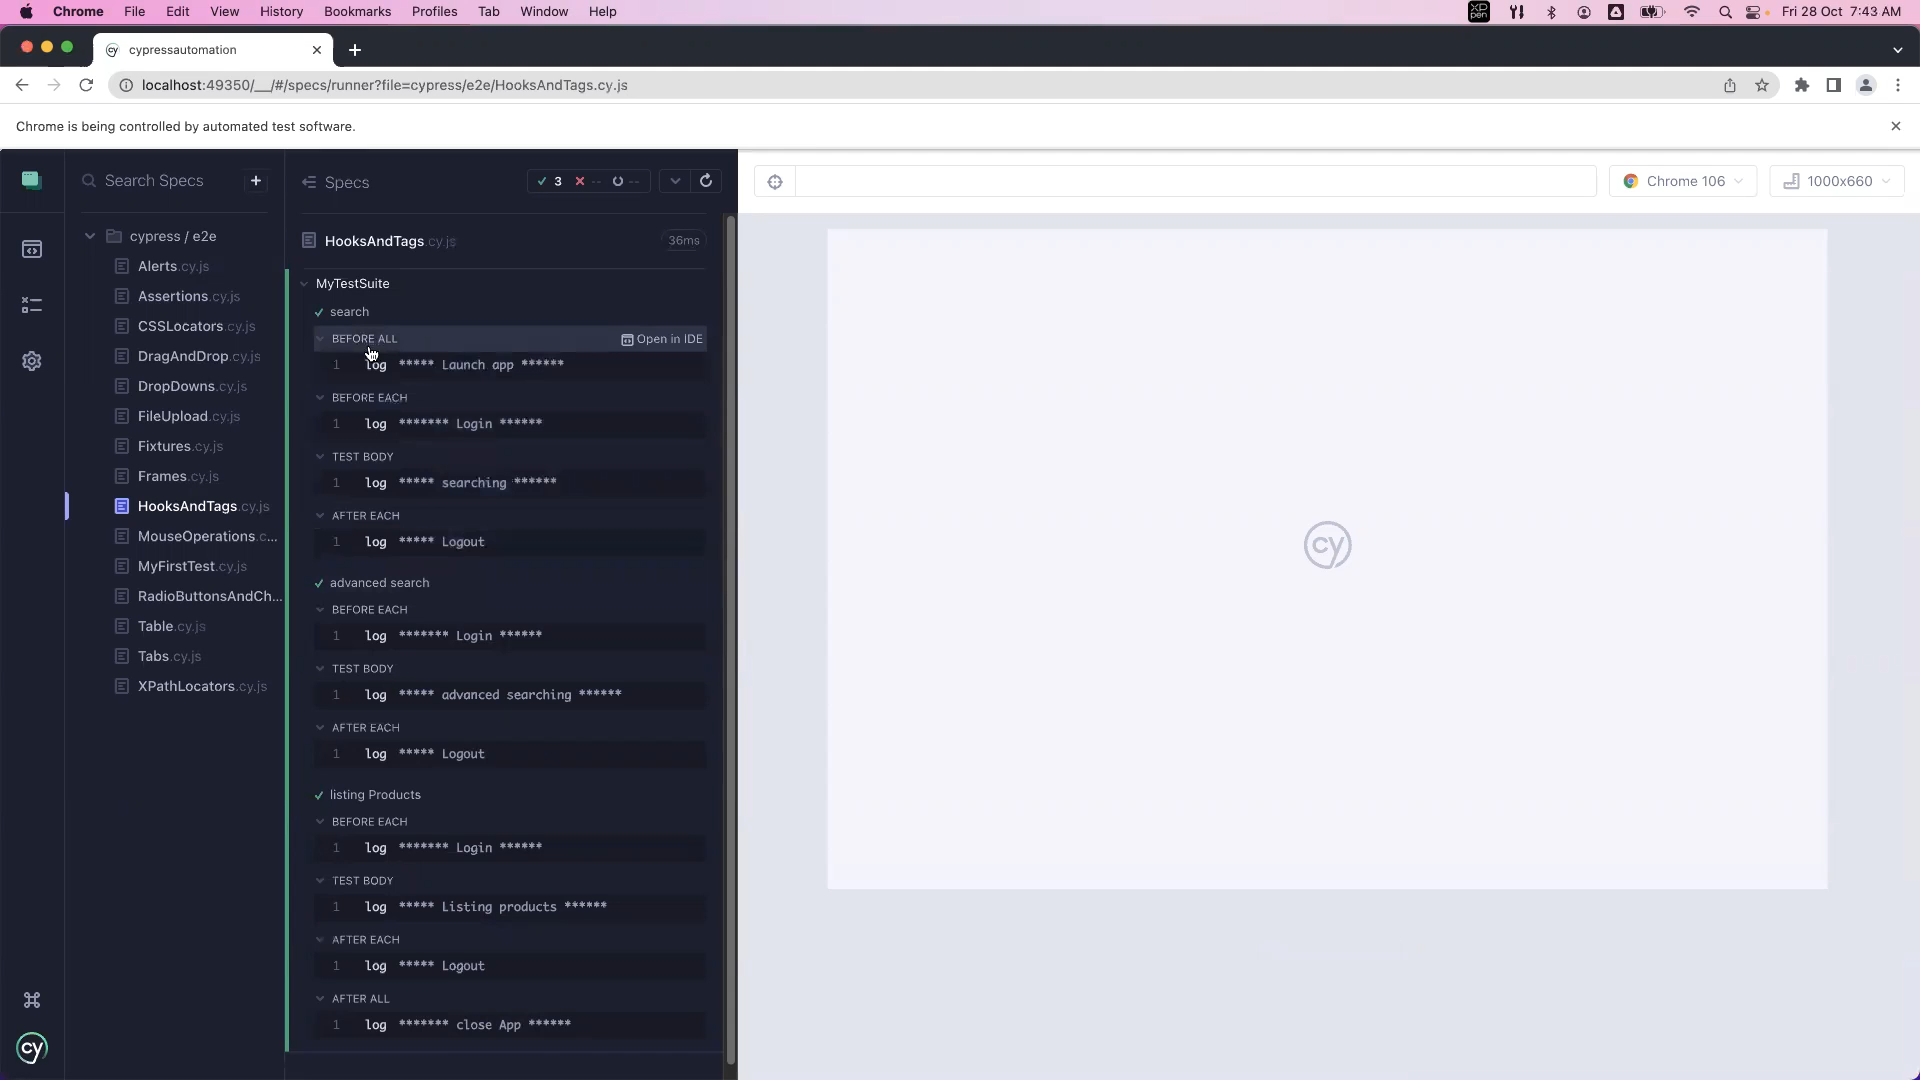 Chrome File Edit View History Bookmarks Profiles Tab Window Help
XP pen
Fri 28 Oct 7:43 AM
cypressautomation
localhost:49350/__/#/specs/runner?file=cypress/e2e/HooksAndTags.cy.js
Chrome is being controlled by automated test software.
Search Specs
Specs
3 -- --
Chrome 106
1000x660
cypress / e2e
Alerts.cy.js
Assertions.cy.js
CSSLocators.cy.js
DragAndDrop.cy.js
DropDowns.cy.js
FileUpload.cy.js
Fixtures.cy.js
Frames.cy.js
HooksAndTags.cy.js
MouseOperations.c...
MyFirstTest.cy.js
RadioButtonsAndCh...
Table.cy.js
Tabs.cy.js
XPathLocators.cy.js
cy
HooksAndTags.cy.js 36ms
MyTestSuite
search
BEFORE ALL Open in IDE
1 log ***** Launch app ******
BEFORE EACH
1 log ******* Login ******
TEST BODY
1 log ***** searching ******
AFTER EACH
1 log ***** Logout
advanced search
BEFORE EACH
1 log ******* Login ******
TEST BODY
1 log ***** advanced searching ******
AFTER EACH
1 log ***** Logout
listing Products
BEFORE EACH
1 log ******* Login ******
TEST BODY
1 log ***** Listing products ******
AFTER EACH
1 log ***** Logout
AFTER ALL
1 log ******* close App ******
cy